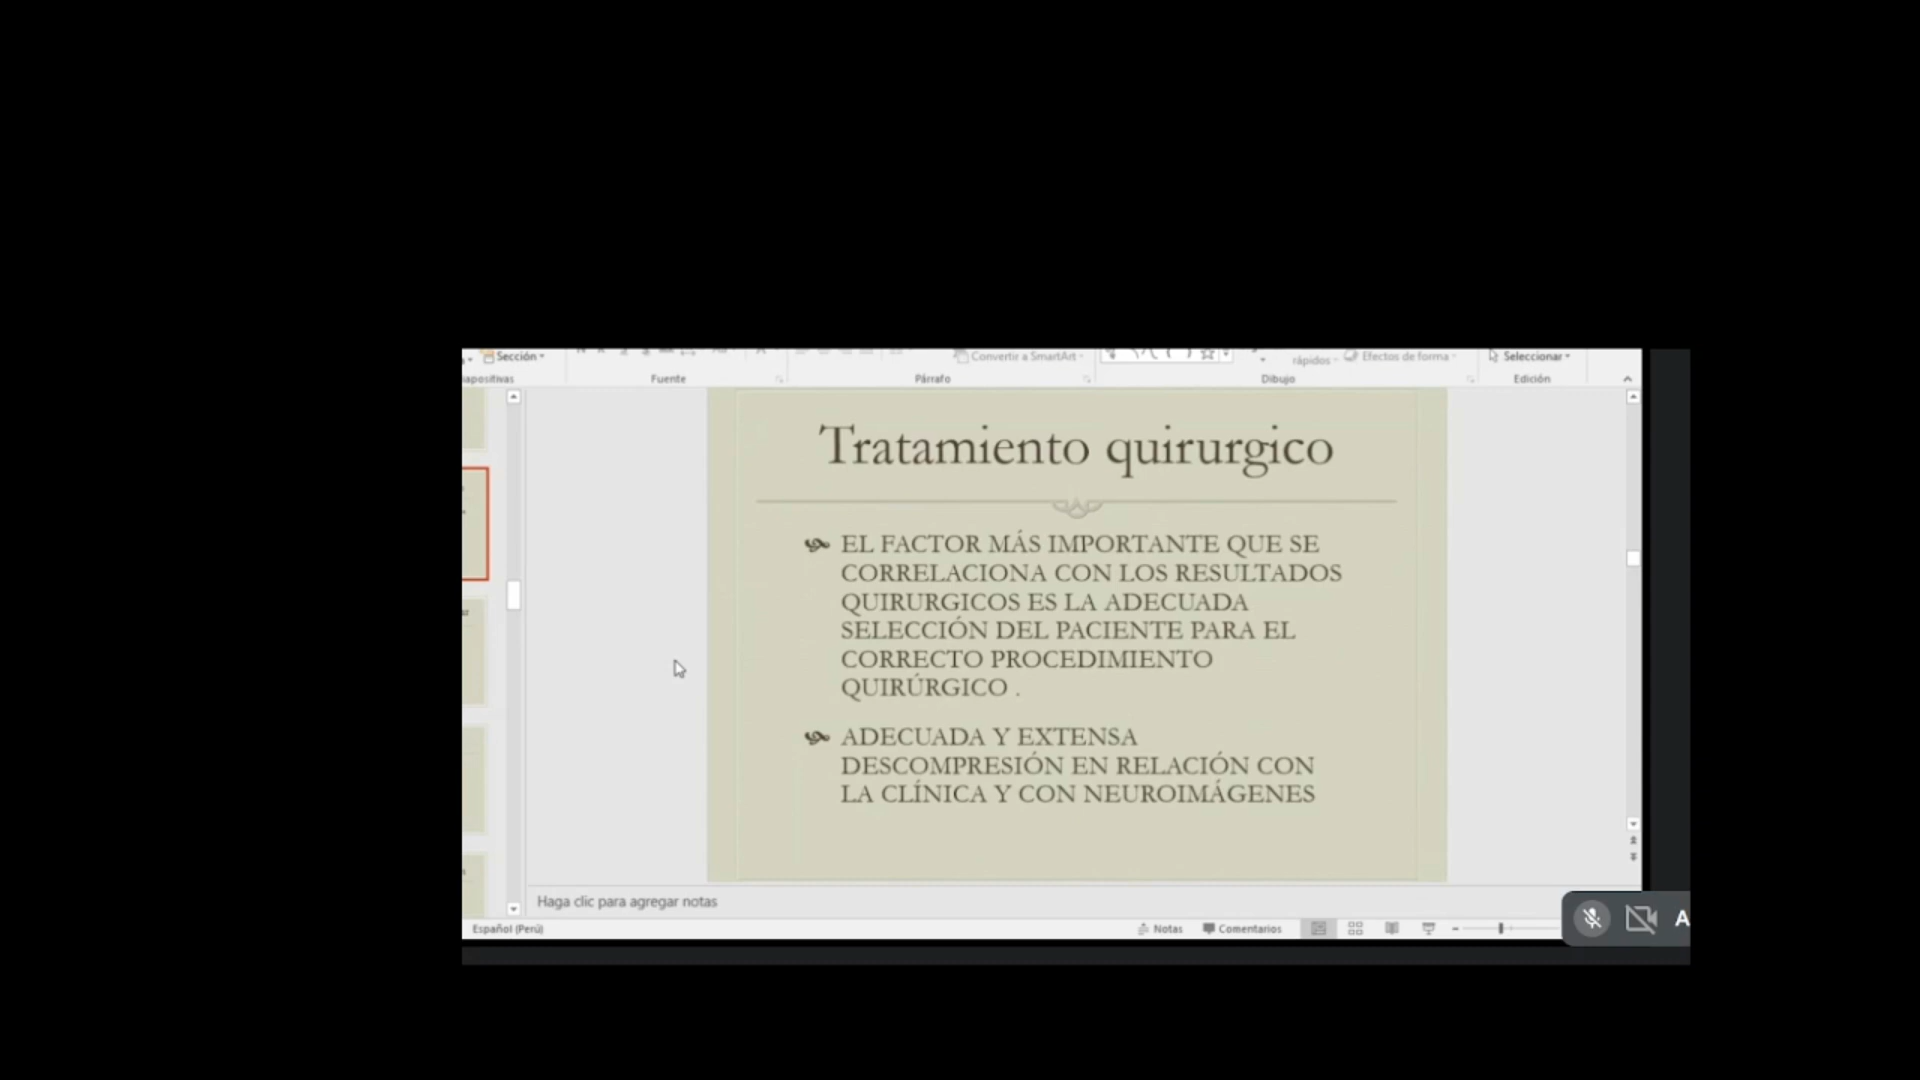 Sección
Convertir a SmartArt
rápidos
Efectos de forma
Seleccionar
Fuente
Párrafo
Dibujo
Edición
Tratamiento quirurgico
EL FACTOR MÁS IMPORTANTE QUE SE
CORRELACIONA CON LOS RESULTADOS
QUIRURGICOS ES LA ADECUADA
SELECCIÓN DEL PACIENTE PARA EL
CORRECTO PROCEDIMIENTO
QUIRÚRGICO .
ADECUADA Y EXTENSA
DESCOMPRESIÓN EN RELACIÓN CON
LA CLÍNICA Y CON NEUROIMÁGENES
Haga clic para agregar notas
Español (Perú)
Notas
Comentarios
A